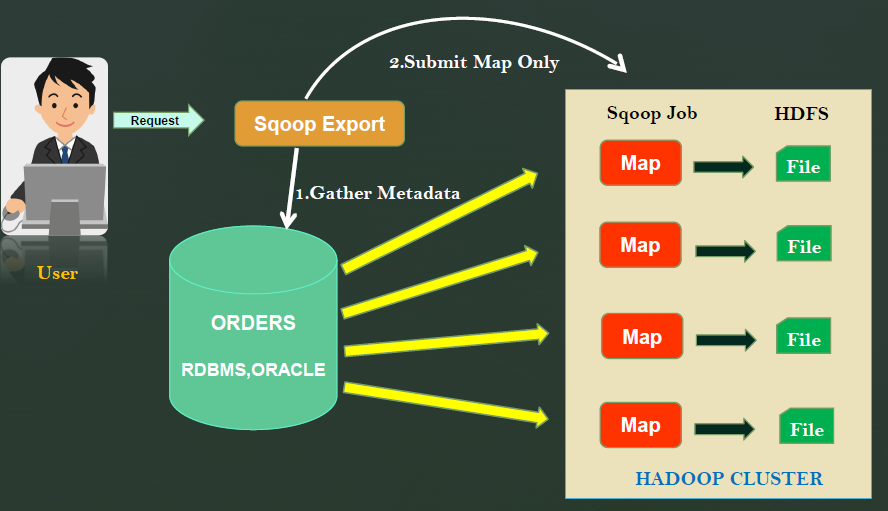 2.Submit Map Only
Request
Sqoop Export
1.Gather Metadata
User
ORDERS
RDBMS,ORACLE
Sqoop Job
HDFS
Map
File
Map
File
Map
File
Map
File
HADOOP CLUSTER